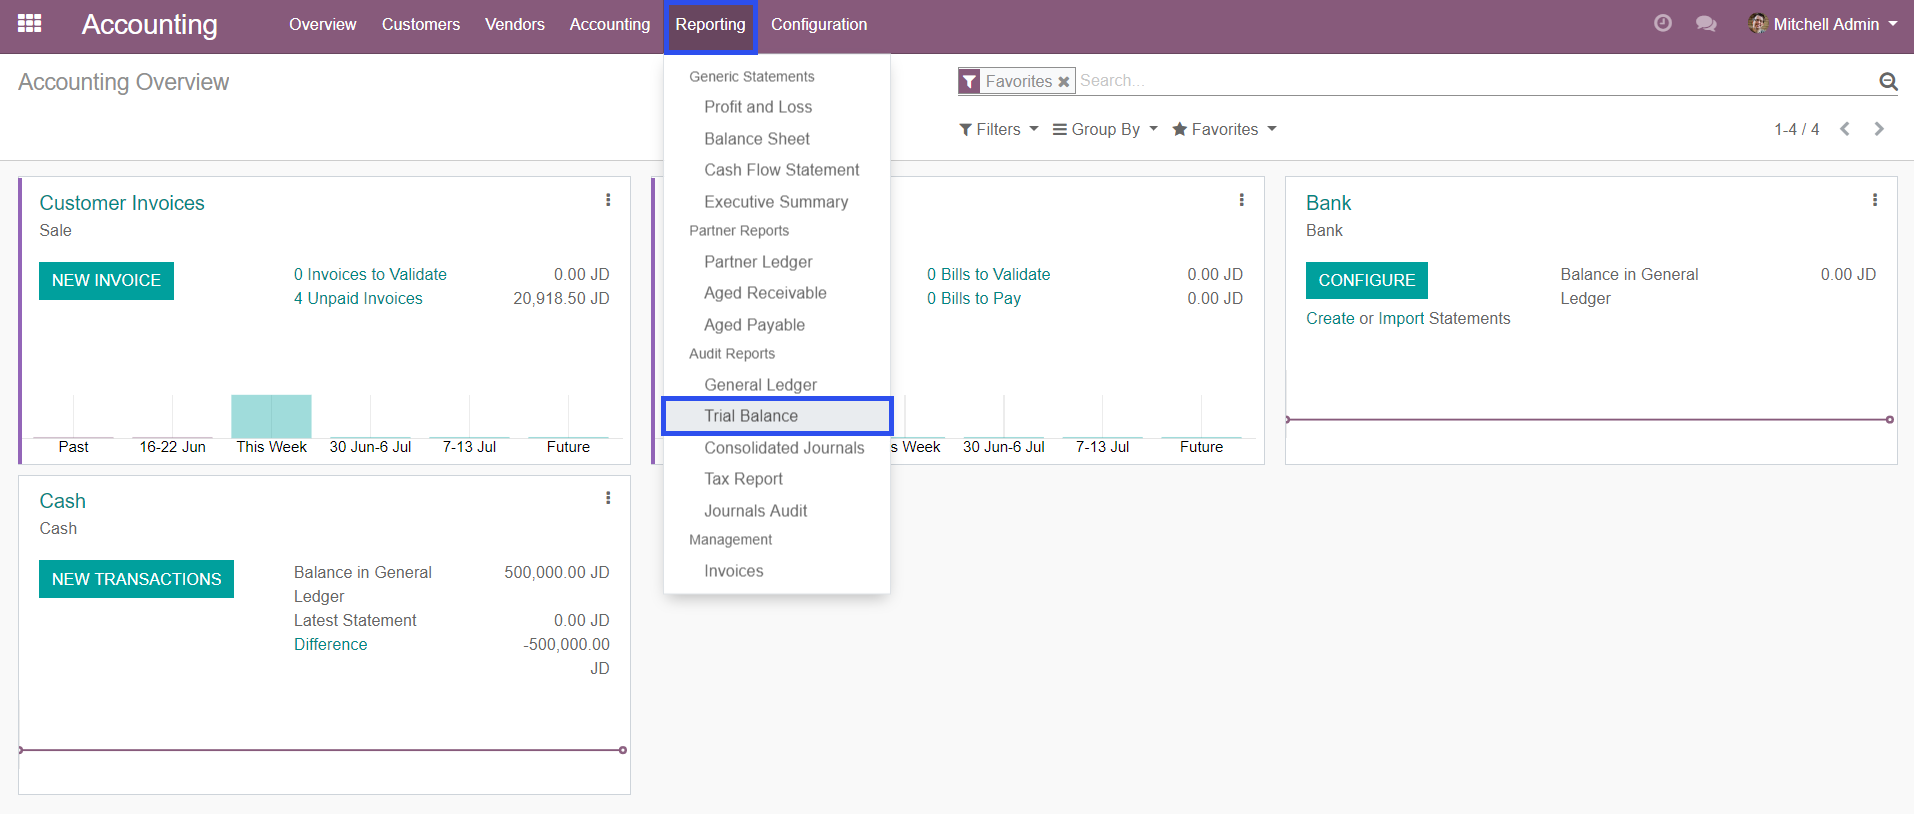 Accounting
Overview
Customers
Vendors
Accounting
Reporting
Configuration
Mitchell Admin
Accounting Overview
Favorites
Search...
Filters
Group By
Favorites
1-4 / 4
Generic Statements
Profit and Loss
Balance Sheet
Cash Flow Statement
Executive Summary
Partner Reports
Partner Ledger
Aged Receivable
Aged Payable
Audit Reports
General Ledger
Trial Balance
Consolidated Journals
Tax Report
Journals Audit
Management
Invoices
Customer Invoices
Sale
NEW INVOICE
0 Invoices to Validate 0.00 JD
4 Unpaid Invoices 20,918.50 JD
Past 16-22 Jun This Week 30 Jun-6 Jul 7-13 Jul Future
0 Bills to Validate 0.00 JD
0 Bills to Pay 0.00 JD
s Week 30 Jun-6 Jul 7-13 Jul Future
Bank
Bank
CONFIGURE
Create or Import Statements
Balance in General 0.00 JD
Ledger
Cash
Cash
NEW TRANSACTIONS
Balance in General 500,000.00 JD
Ledger
Latest Statement 0.00 JD
Difference -500,000.00
JD